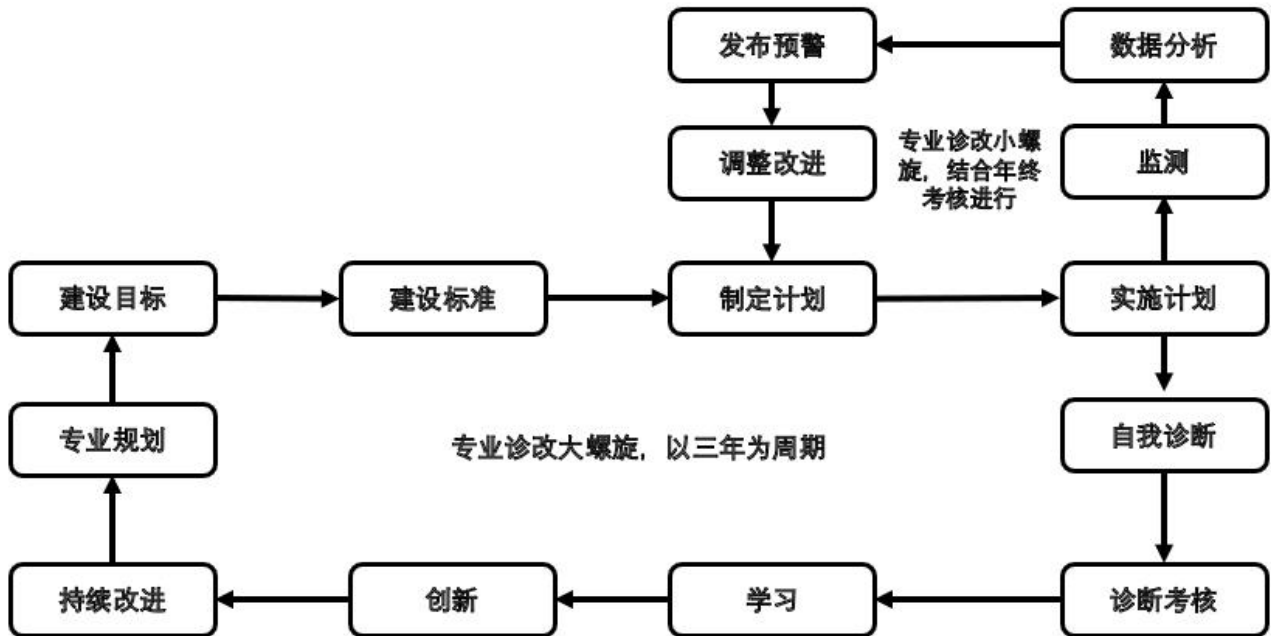 发布预警
数据分析
调整改进
专业诊改小螺
旋，结合年终
考核进行
监测
建设目标
建设标准
制定计划
实施计划
专业规划
专业诊改大螺旋，以三年为周期
自我诊断
持续改进
创新
学习
诊断考核